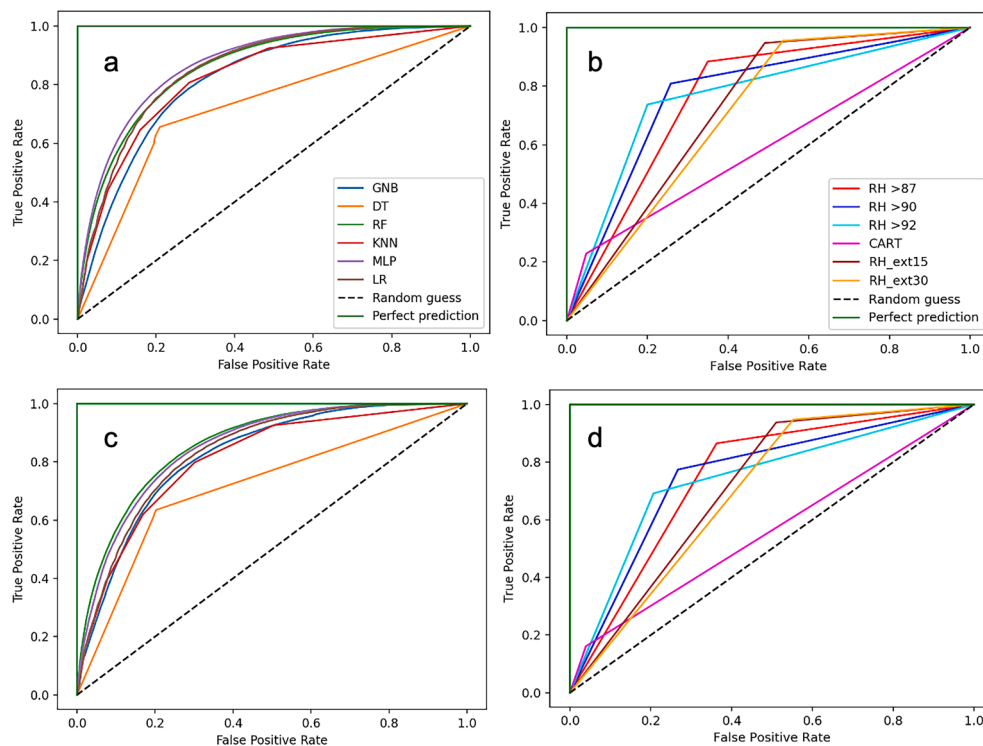 a
1.0
0.8
0.6
0.4
0.2
0.0
True Positive Rate
0.0 0.2 0.4 0.6 0.8 1.0
False Positive Rate
GNB
DT
RF
KNN
MLP
LR
Random guess
Perfect prediction
b
1.0
0.8
0.6
0.4
0.2
0.0
True Positive Rate
0.0 0.2 0.4 0.6 0.8 1.0
False Positive Rate
RH >87
RH >90
RH >92
CART
RH_ext15
RH_ext30
Random guess
Perfect prediction
c
1.0
0.8
0.6
0.4
0.2
0.0
True Positive Rate
0.0 0.2 0.4 0.6 0.8 1.0
False Positive Rate
d
1.0
0.8
0.6
0.4
0.2
0.0
True Positive Rate
0.0 0.2 0.4 0.6 0.8 1.0
False Positive Rate